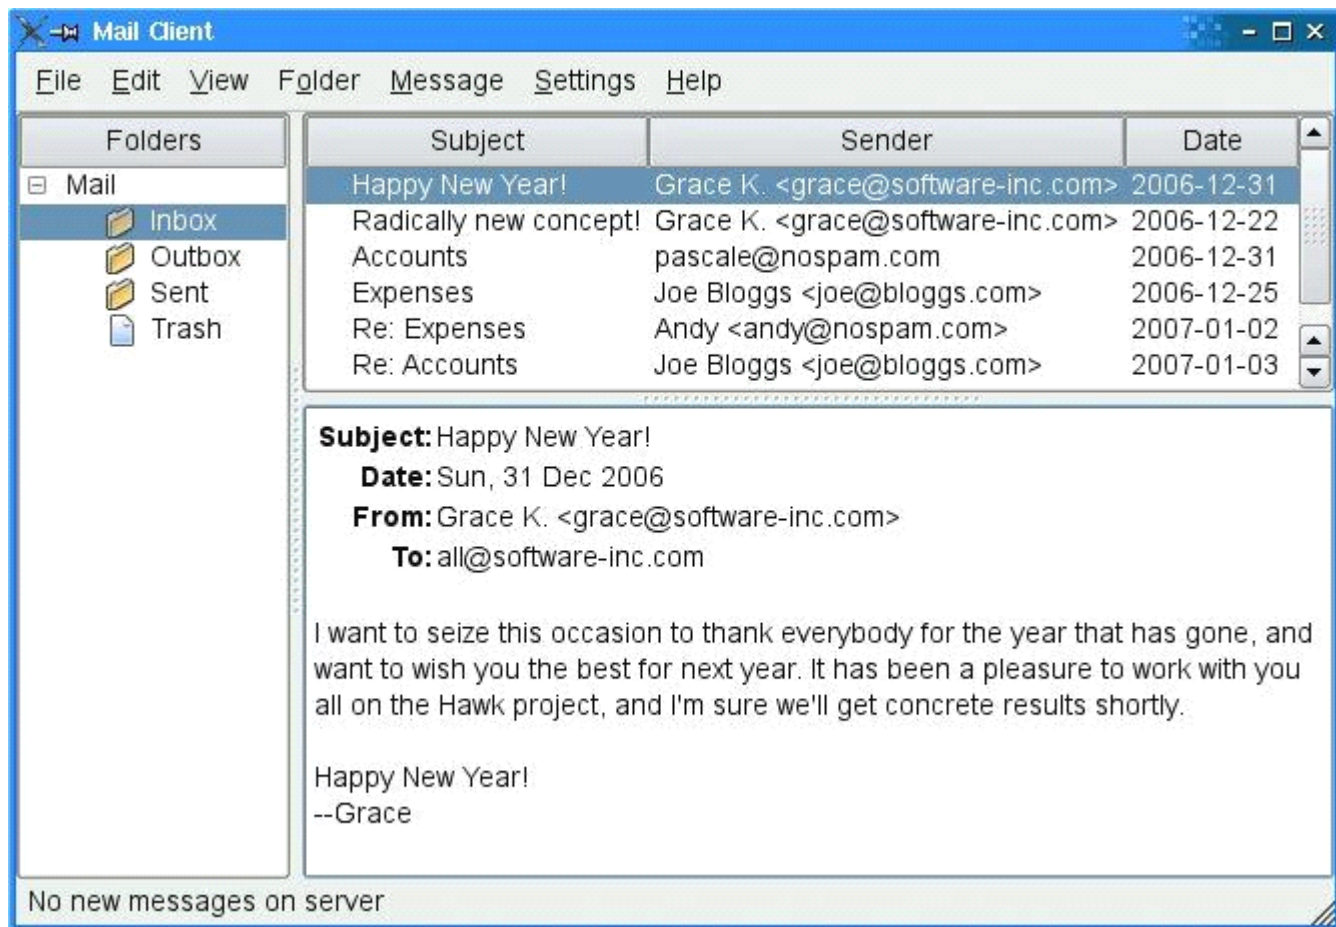 Mail Client
File Edit View Folder Message Settings Help
Folders
Mail
Inbox
Outbox
Sent
Trash
Subject Sender Date
Happy New Year! Grace K. <grace@software-inc.com> 2006-12-31
Radically new concept! Grace K. <grace@software-inc.com> 2006-12-22
Accounts pascale@nospam.com 2006-12-31
Expenses Joe Bloggs <joe@bloggs.com> 2006-12-25
Re: Expenses Andy <andy@nospam.com> 2007-01-02
Re: Accounts Joe Bloggs <joe@bloggs.com> 2007-01-03
Subject: Happy New Year!
Date: Sun, 31 Dec 2006
From: Grace K. <grace@software-inc.com>
To: all@software-inc.com
I want to seize this occasion to thank everybody for the year that has gone, and
want to wish you the best for next year. It has been a pleasure to work with you
all on the Hawk project, and I'm sure we'll get concrete results shortly.
Happy New Year!
--Grace
No new messages on server